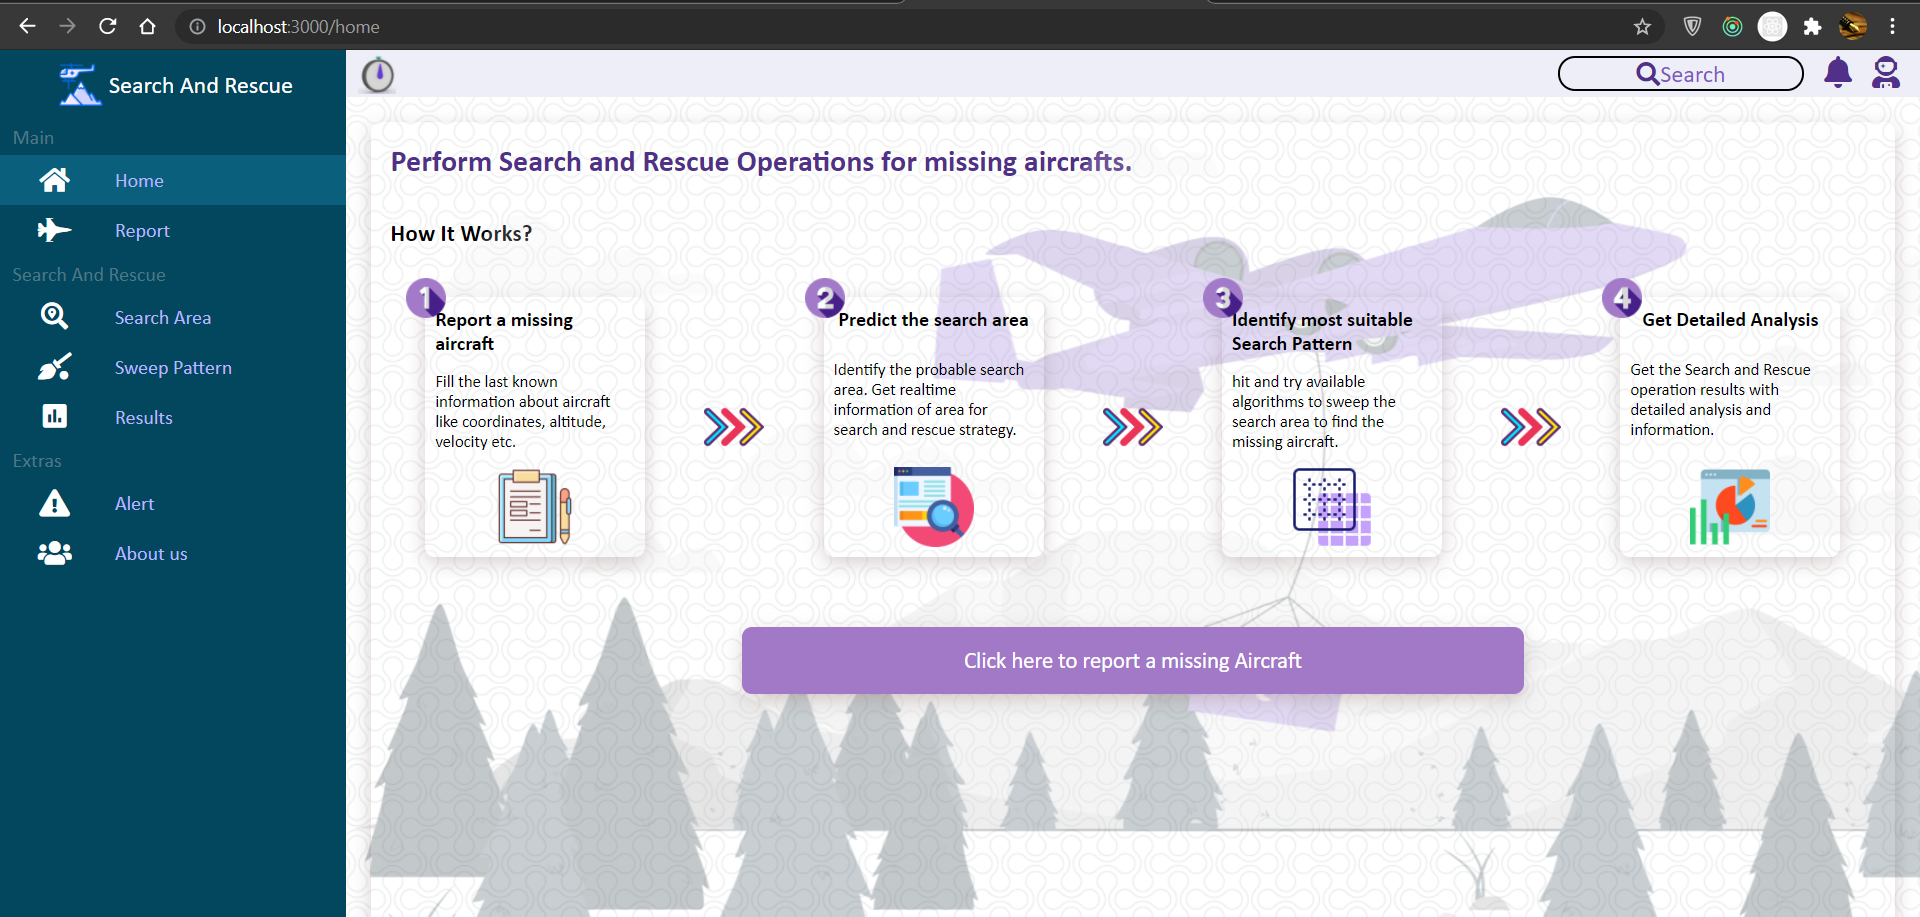 localhost:3000/home
Search And Rescue
Search
Main
Home
Report
Search And Rescue
Search Area
Sweep Pattern
Results
Extras
Alert
About us
Perform Search and Rescue Operations for missing aircrafts.
How It Works?
1
Report a missing
aircraft
Fill the last known
information about aircraft
like coordinates, altitude,
velocity etc.
2
Predict the search area
Identify the probable search
area. Get realtime
information of area for
search and rescue strategy.
3
Identify most suitable
Search Pattern
hit and try available
algorithms to sweep the
search area to find the
missing aircraft.
4
Get Detailed Analysis
Get the Search and Rescue
operation results with
detailed analysis and
information.
Click here to report a missing Aircraft